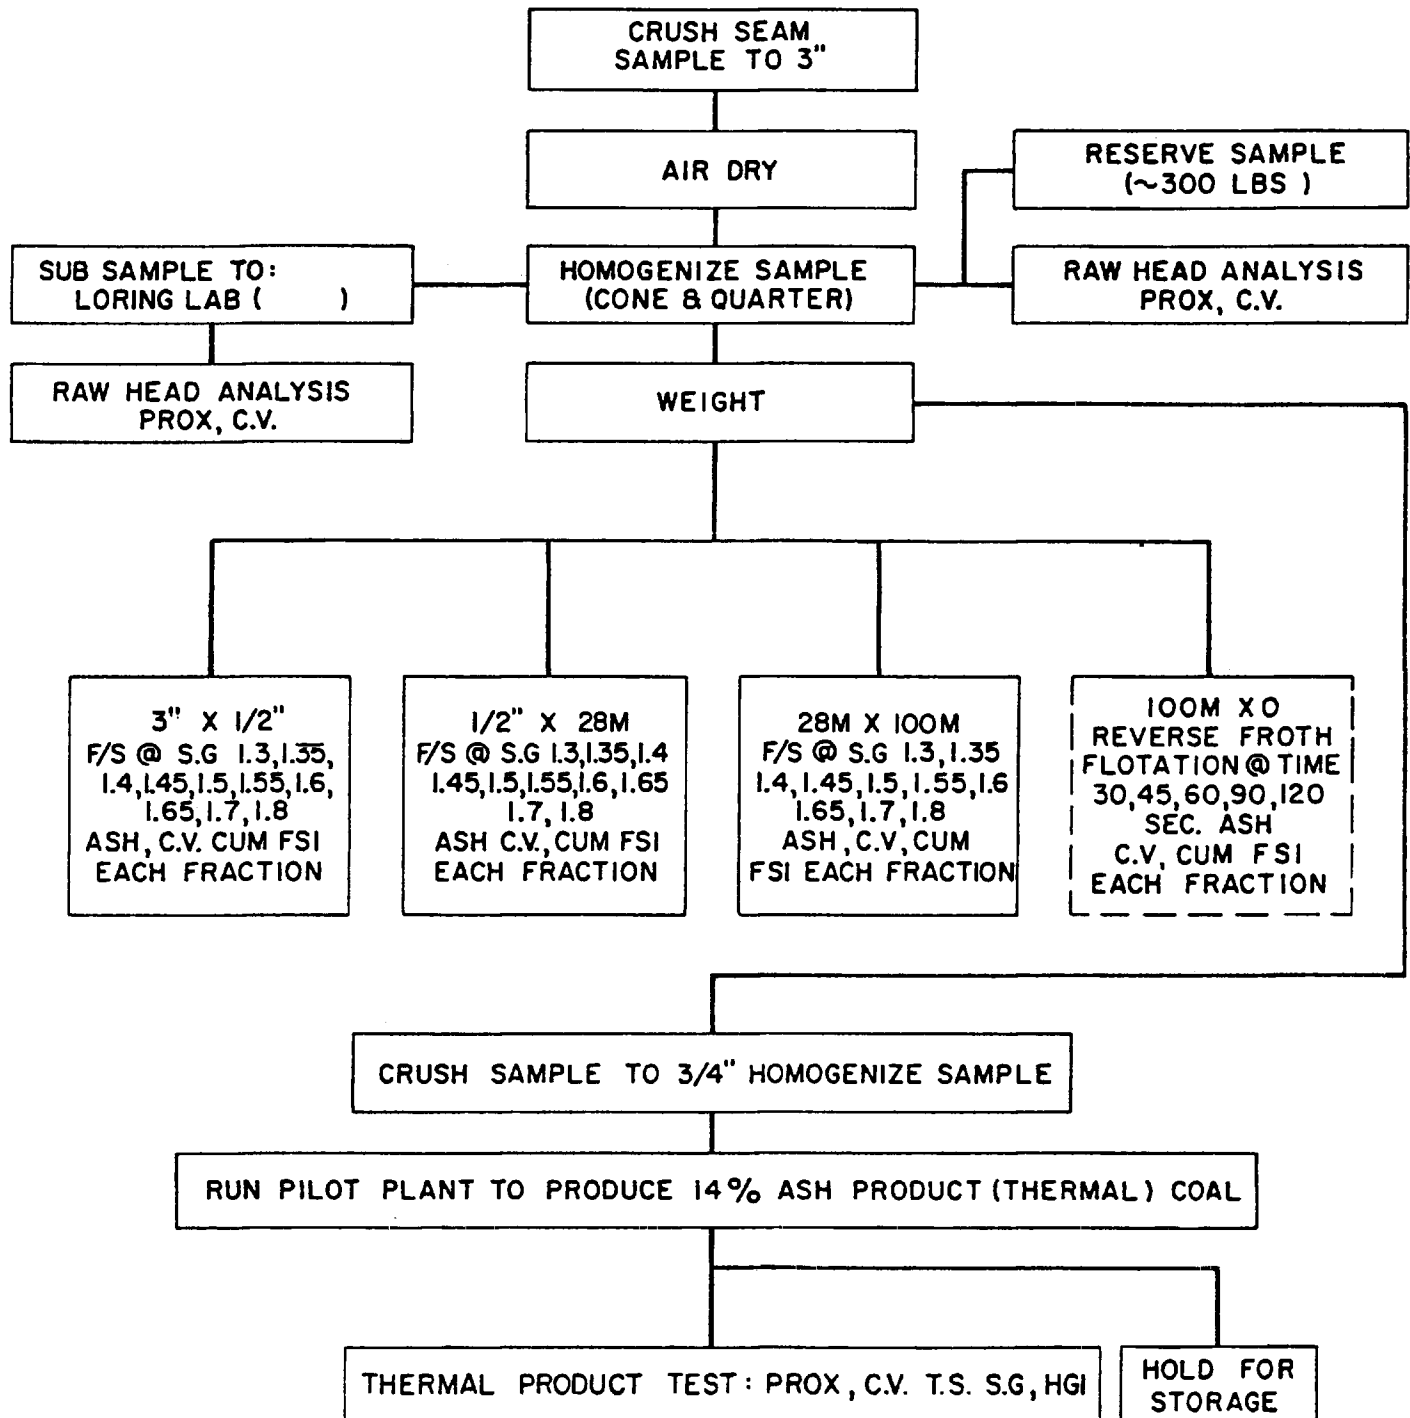 CRUSH SEAM
SAMPLE TO 3"
AIR DRY
RESERVE SAMPLE
(~300 LBS )
SUB SAMPLE TO:
LORING LAB (      )
HOMOGENIZE SAMPLE
(CONE & QUARTER)
RAW HEAD ANALYSIS
PROX, C.V.
RAW HEAD ANALYSIS
PROX, C.V.
WEIGHT
3" X 1/2"
F/S @ S.G 1.3,1.35,
1.4,1.45,1.5,1.55,1.6,
1.65,1.7,1.8
ASH, C.V. CUM FSI
EACH FRACTION
1/2" X 28M
F/S @ S.G 1.3,1.35,1.4
1.45,1.5,1.55,1.6,1.65
1.7, 1.8
ASH C.V., CUM FSI
EACH FRACTION
28M X 100M
F/S @ S.G 1.3, 1.35
1.4,1.45,1.5,1.55,1.6
1.65,1.7,1.8
ASH, C.V, CUM
FSI EACH FRACTION
100M X 0
REVERSE FROTH
FLOTATION @ TIME
30,45,60,90,120
SEC. ASH
C.V, CUM FSI
EACH FRACTION
CRUSH SAMPLE TO 3/4" HOMOGENIZE SAMPLE
RUN PILOT PLANT TO PRODUCE 14% ASH PRODUCT (THERMAL) COAL
THERMAL PRODUCT TEST: PROX, C.V. T.S. S.G, HGI
HOLD FOR
STORAGE